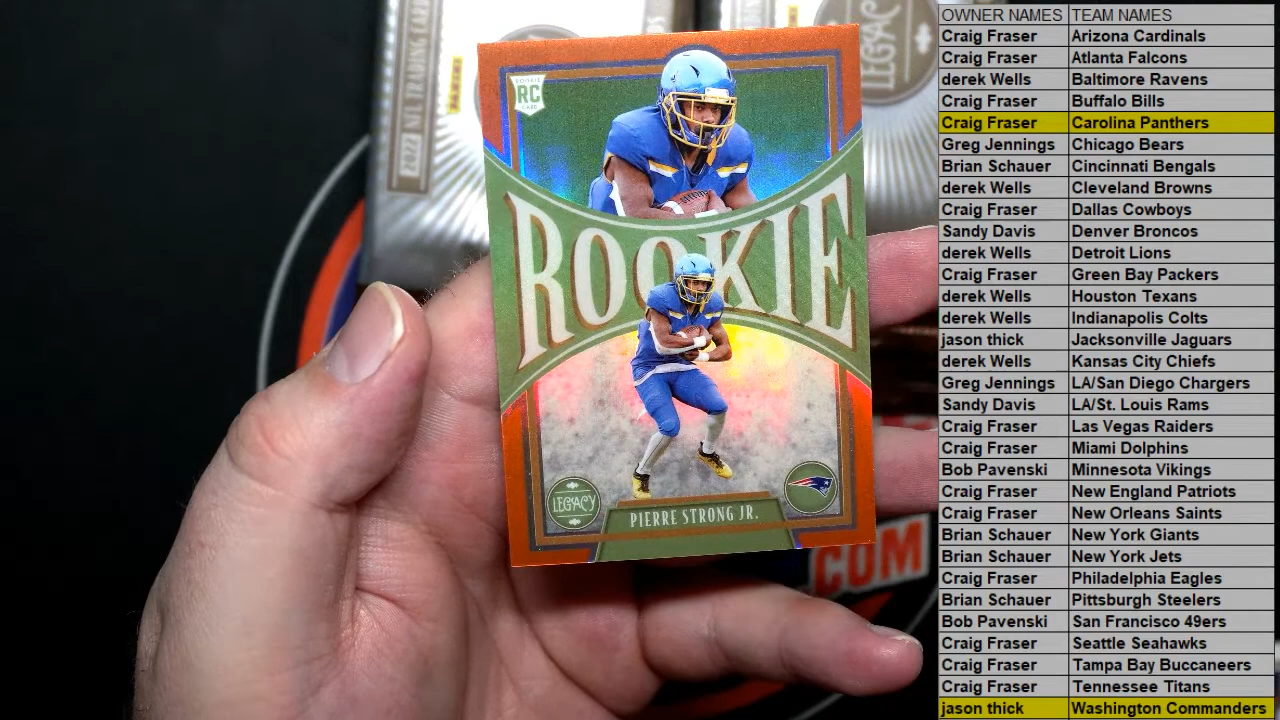 2022 NFL TRADING CARD
PANINI
LEGACY
ROOKIE
RC
ROOKIE
PIERRE STRONG JR.
LEGACY
.COM
OWNER NAMES TEAM NAMES
Craig Fraser Arizona Cardinals
Craig Fraser Atlanta Falcons
derek Wells Baltimore Ravens
Craig Fraser Buffalo Bills
Craig Fraser Carolina Panthers
Greg Jennings Chicago Bears
Brian Schauer Cincinnati Bengals
derek Wells Cleveland Browns
Craig Fraser Dallas Cowboys
Sandy Davis Denver Broncos
derek Wells Detroit Lions
Craig Fraser Green Bay Packers
derek Wells Houston Texans
derek Wells Indianapolis Colts
jason thick Jacksonville Jaguars
derek Wells Kansas City Chiefs
Greg Jennings LA/San Diego Chargers
Sandy Davis LA/St. Louis Rams
Craig Fraser Las Vegas Raiders
Craig Fraser Miami Dolphins
Bob Pavenski Minnesota Vikings
Craig Fraser New England Patriots
Craig Fraser New Orleans Saints
Brian Schauer New York Giants
Brian Schauer New York Jets
Craig Fraser Philadelphia Eagles
Brian Schauer Pittsburgh Steelers
Bob Pavenski San Francisco 49ers
Craig Fraser Seattle Seahawks
Craig Fraser Tampa Bay Buccaneers
Craig Fraser Tennessee Titans
jason thick Washington Commanders